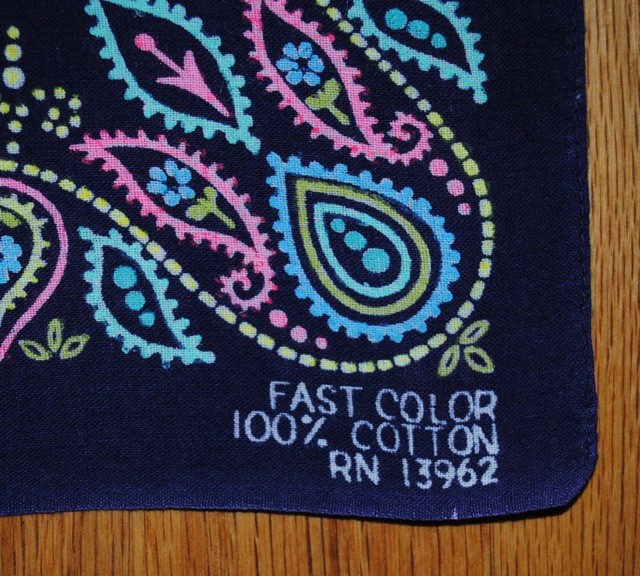 FAST COLOR
100% COTTON
RN 13962